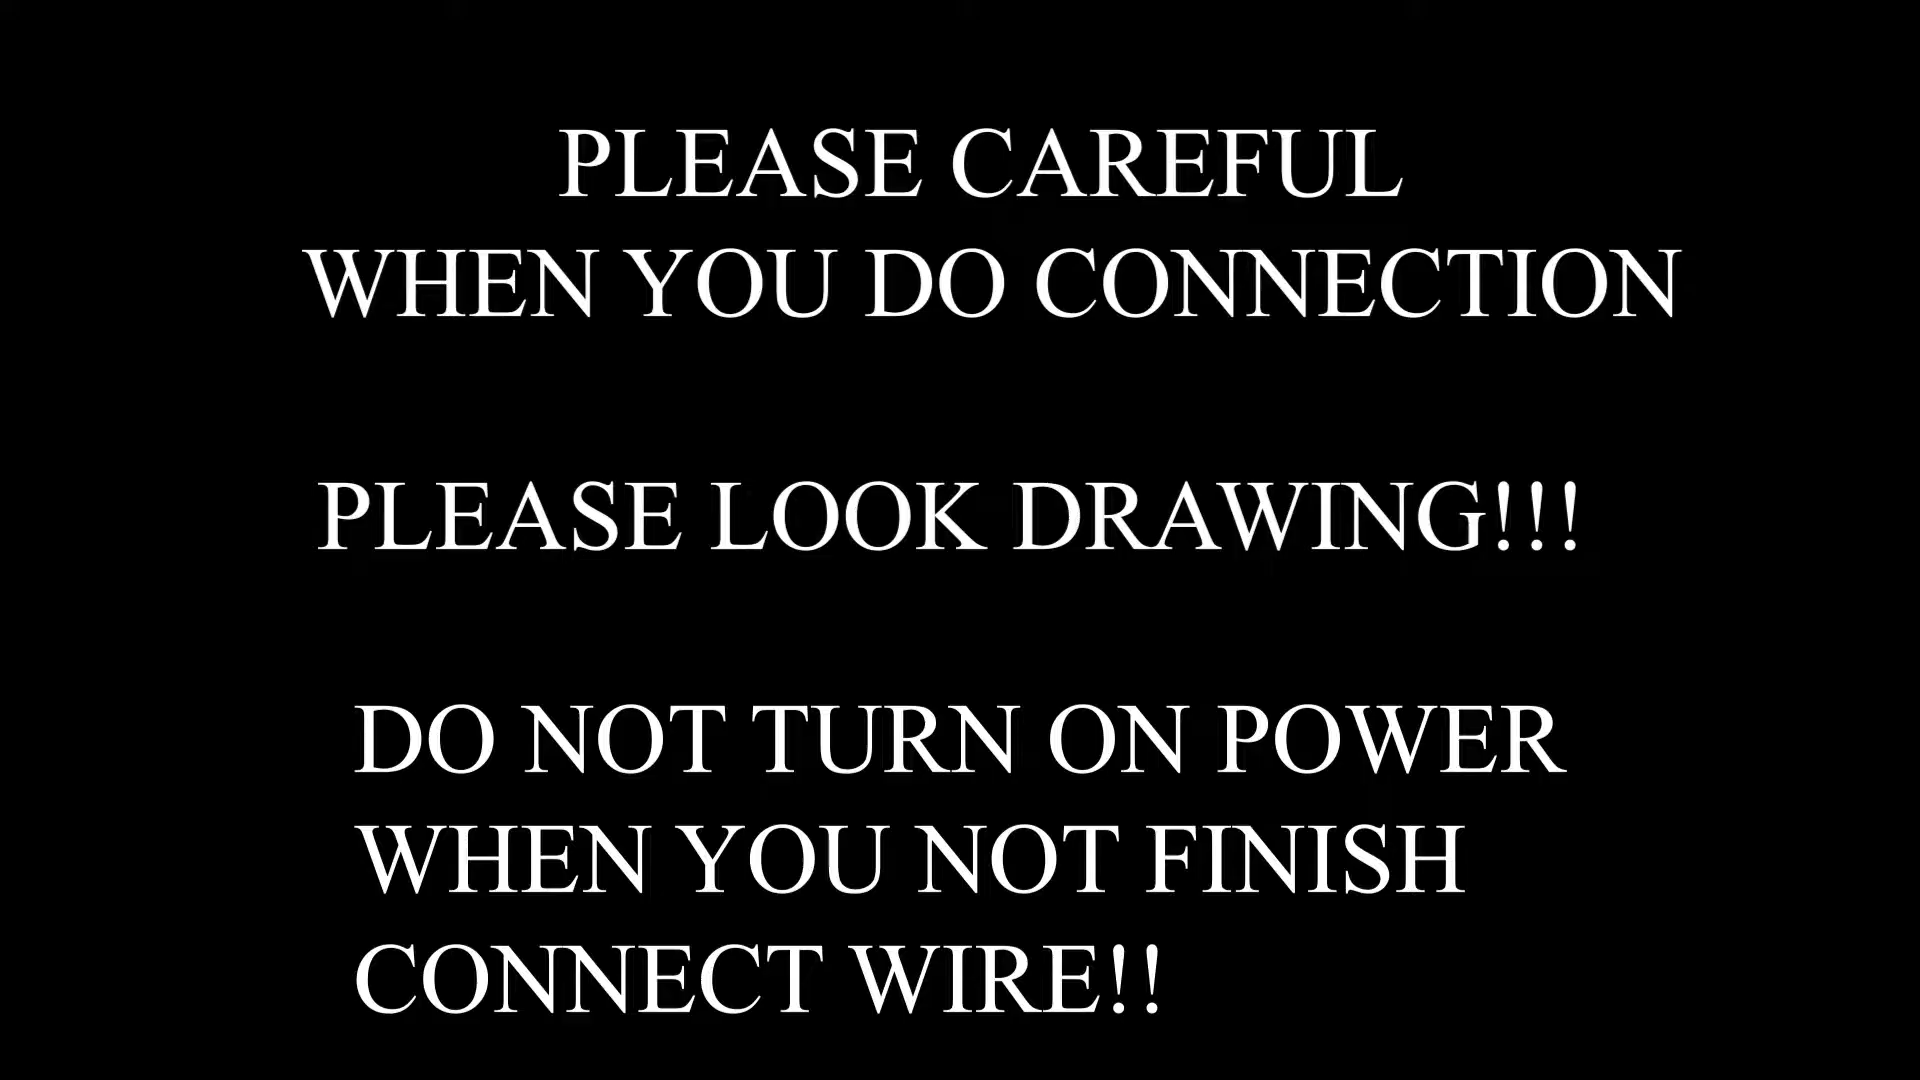 PLEASE CAREFUL
WHEN YOU DO CONNECTION
PLEASE LOOK DRAWING!!!
DO NOT TURN ON POWER
WHEN YOU NOT FINISH
CONNECT WIRE!!